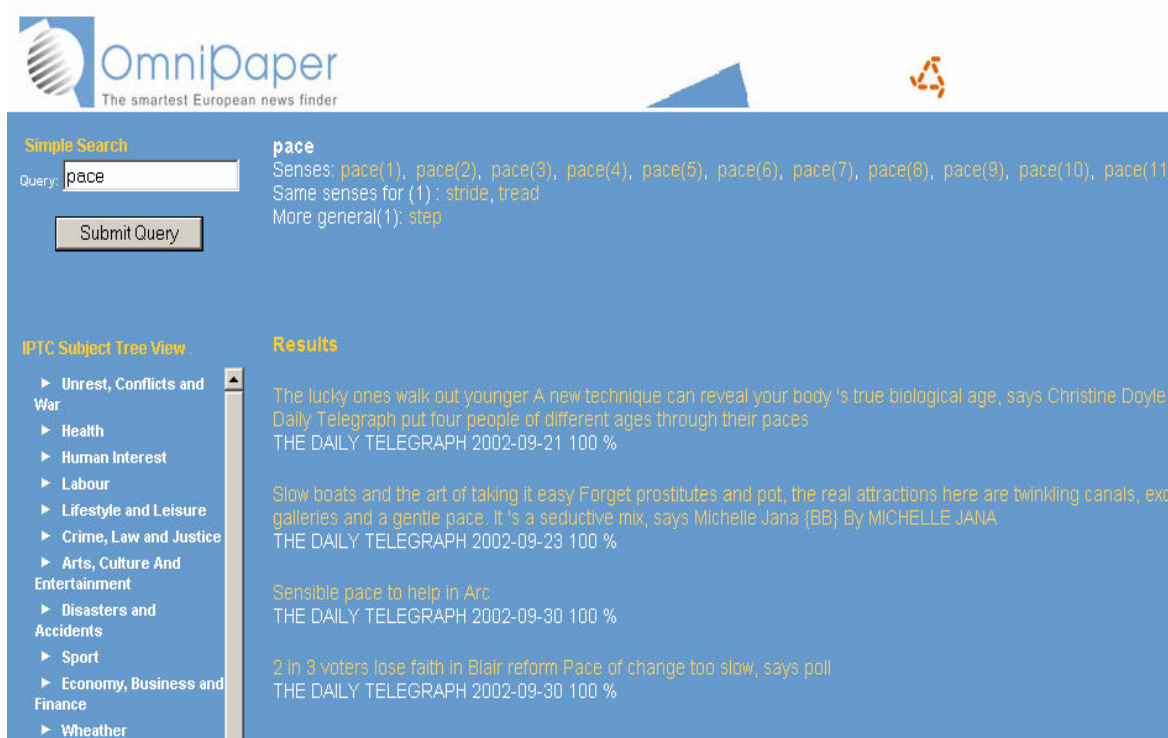 OmniPaper
The smartest European news finder
Simple Search
Query: pace
Submit Query
pace
Senses: pace(1), pace(2), pace(3), pace(4), pace(5), pace(6), pace(7), pace(8), pace(9), pace(10), pace(11
Same senses for (1) : stride, tread
More general(1): step
IPTC Subject Tree View
Unrest, Conflicts and
War
Health
Human Interest
Labour
Lifestyle and Leisure
Crime, Law and Justice
Arts, Culture And
Entertainment
Disasters and
Accidents
Sport
Economy, Business and
Finance
Wheather
Results
The lucky ones walk out younger A new technique can reveal your body 's true biological age, says Christine Doyle
Daily Telegraph put four people of different ages through their paces
THE DAILY TELEGRAPH 2002-09-21 100 %
Slow boats and the art of taking it easy Forget prostitutes and pot, the real attractions here are twinkling canals,
galleries and a gentle pace. It 's a seductive mix, says Michelle Jana {BB} By MICHELLE JANA
THE DAILY TELEGRAPH 2002-09-23 100 %
Sensible pace to help in Arc
THE DAILY TELEGRAPH 2002-09-30 100 %
2 in 3 voters lose faith in Blair reform Pace of change too slow, says poll
THE DAILY TELEGRAPH 2002-09-30 100 %